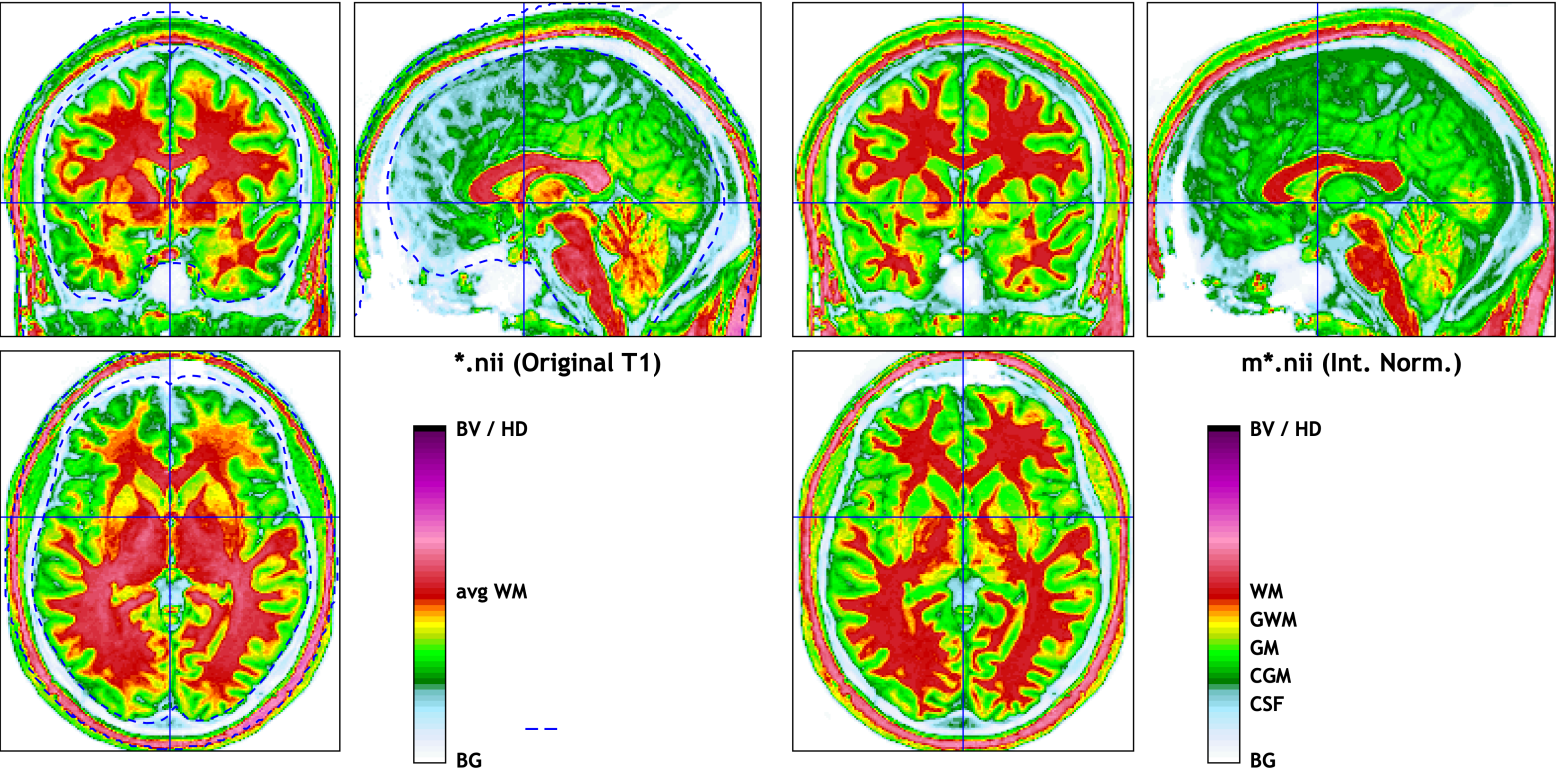 *.nii (Original T1)
BV / HD
avg WM
BG
m*.nii (Int. Norm.)
BV / HD
WM
GWM
GM
CGM
CSF
BG